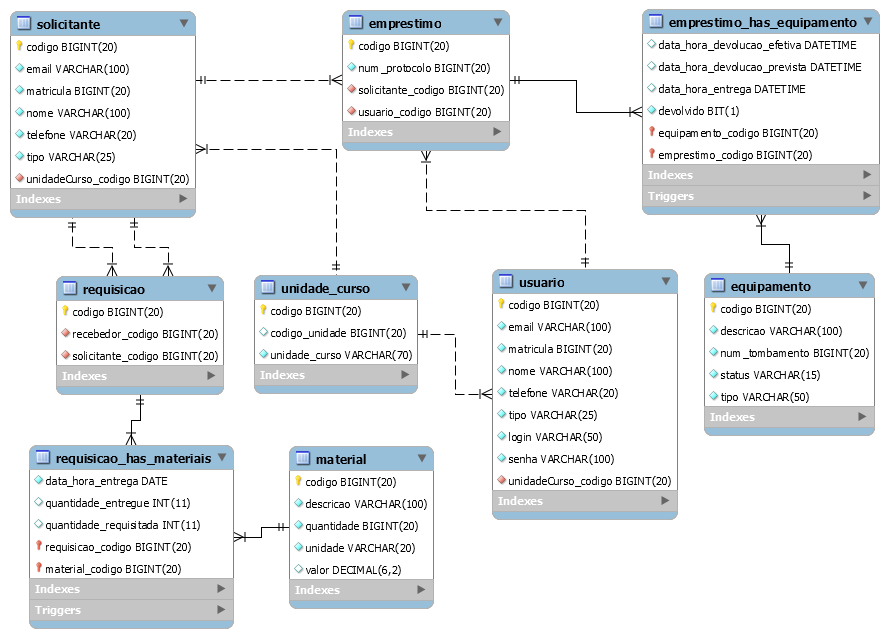 solicitante
codigo BIGINT(20)
email VARCHAR(100)
matricula BIGINT(20)
nome VARCHAR(100)
telefone VARCHAR(20)
tipo VARCHAR(25)
unidadeCurso_codigo BIGINT(20)
Indexes
emprestimo
codigo BIGINT(20)
num_protocolo BIGINT(20)
solicitante_codigo BIGINT(20)
usuario_codigo BIGINT(20)
Indexes
emprestimo_has_equipamento
data_hora_devolucao_efetiva DATETIME
data_hora_devolucao_prevista DATETIME
data_hora_entrega DATETIME
devolvido BIT(1)
equipamento_codigo BIGINT(20)
emprestimo_codigo BIGINT(20)
Indexes
Triggers
requisicao
codigo BIGINT(20)
recebedor_codigo BIGINT(20)
solicitante_codigo BIGINT(20)
Indexes
unidade_curso
codigo BIGINT(20)
codigo_unidade BIGINT(20)
unidade_curso VARCHAR(70)
Indexes
usuario
codigo BIGINT(20)
email VARCHAR(100)
matricula BIGINT(20)
nome VARCHAR(100)
telefone VARCHAR(20)
tipo VARCHAR(25)
login VARCHAR(50)
senha VARCHAR(100)
unidadeCurso_codigo BIGINT(20)
Indexes
equipamento
codigo BIGINT(20)
descricao VARCHAR(100)
num_tombamento BIGINT(20)
status VARCHAR(15)
tipo VARCHAR(50)
Indexes
requisicao_has_materiais
data_hora_entrega DATE
quantidade_entregue INT(11)
quantidade_requisitada INT(11)
requisicao_codigo BIGINT(20)
material_codigo BIGINT(20)
Indexes
Triggers
material
codigo BIGINT(20)
descricao VARCHAR(100)
quantidade BIGINT(20)
unidade VARCHAR(20)
valor DECIMAL(6,2)
Indexes